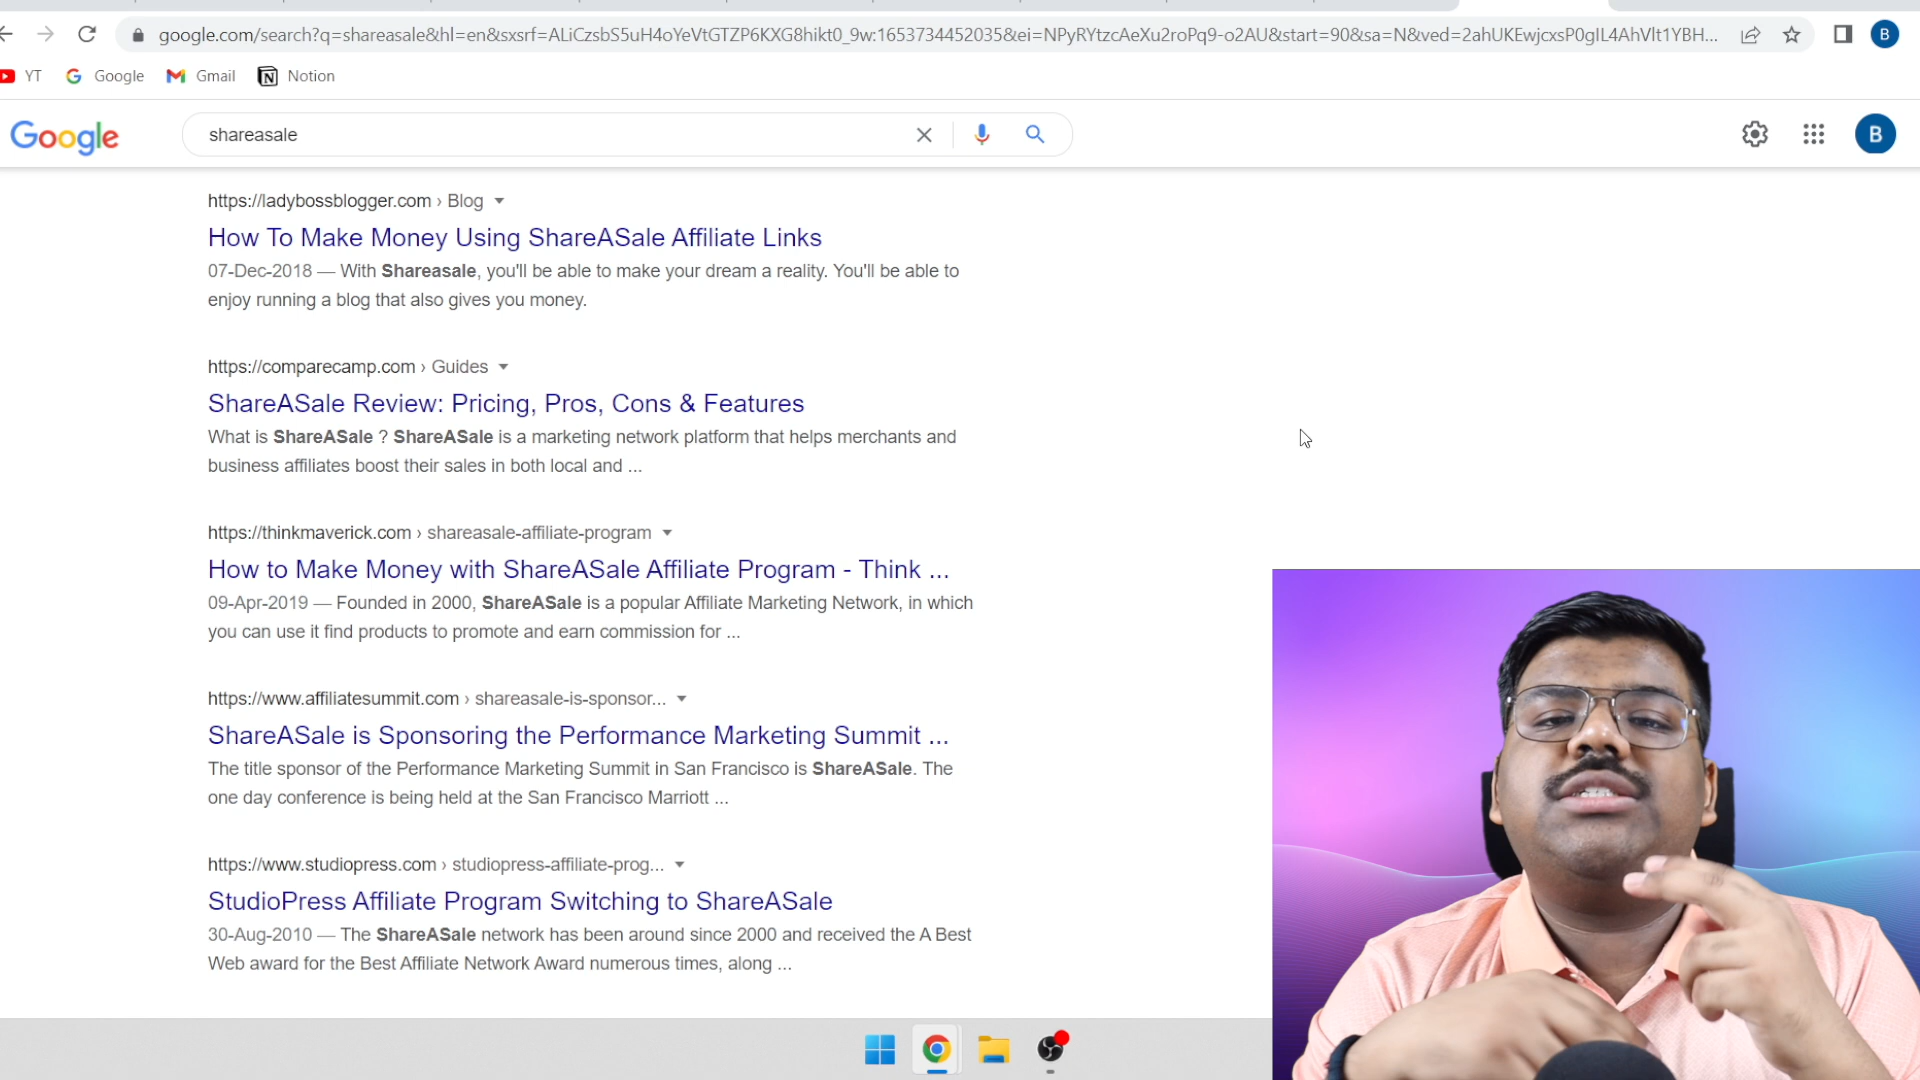 google.com/search?q=shareasale&hl=en&sxsrf=ALiCzsbS5uH4oYeVtGTZP6KXG8hikt0_9w:1653734452035&ei=NPyRYtzcAeXu2roPq9-o2AU&start=90&sa=N&ved=2ahUKEwjcxsP0gIL4AhVlt1YBH... B
YT Google Gmail Notion
Google shareasale B
https://ladybossblogger.com › Blog
How To Make Money Using ShareASale Affiliate Links
07-Dec-2018 — With Shareasale, you'll be able to make your dream a reality. You'll be able to
enjoy running a blog that also gives you money.
https://comparecamp.com › Guides
ShareASale Review: Pricing, Pros, Cons & Features
What is ShareASale ? ShareASale is a marketing network platform that helps merchants and
business affiliates boost their sales in both local and ...
https://thinkmaverick.com › shareasale-affiliate-program
How to Make Money with ShareASale Affiliate Program - Think ...
09-Apr-2019 — Founded in 2000, ShareASale is a popular Affiliate Marketing Network, in which
you can use it find products to promote and earn commission for ...
https://www.affiliatesummit.com › shareasale-is-sponsor...
ShareASale is Sponsoring the Performance Marketing Summit ...
The title sponsor of the Performance Marketing Summit in San Francisco is ShareASale. The
one day conference is being held at the San Francisco Marriott ...
https://www.studiopress.com › studiopress-affiliate-prog...
StudioPress Affiliate Program Switching to ShareASale
30-Aug-2010 — The ShareASale network has been around since 2000 and received the A Best
Web award for the Best Affiliate Network Award numerous times, along ...